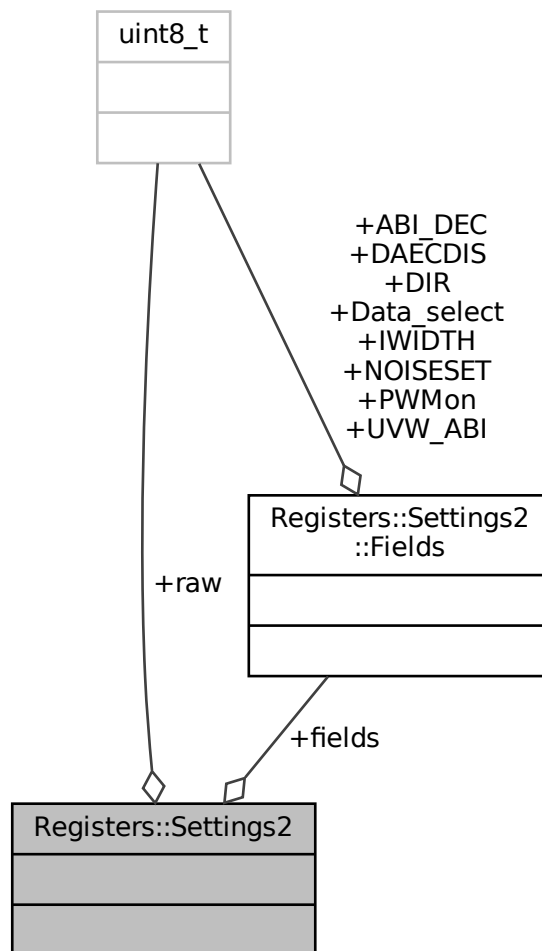 uint8_t
+ABI_DEC
+DAECDIS
+DIR
+Data_select
+IWIDTH
+NOISESET
+PWMon
+UVW_ABI
Registers::Settings2
::Fields
+raw
+fields
Registers::Settings2